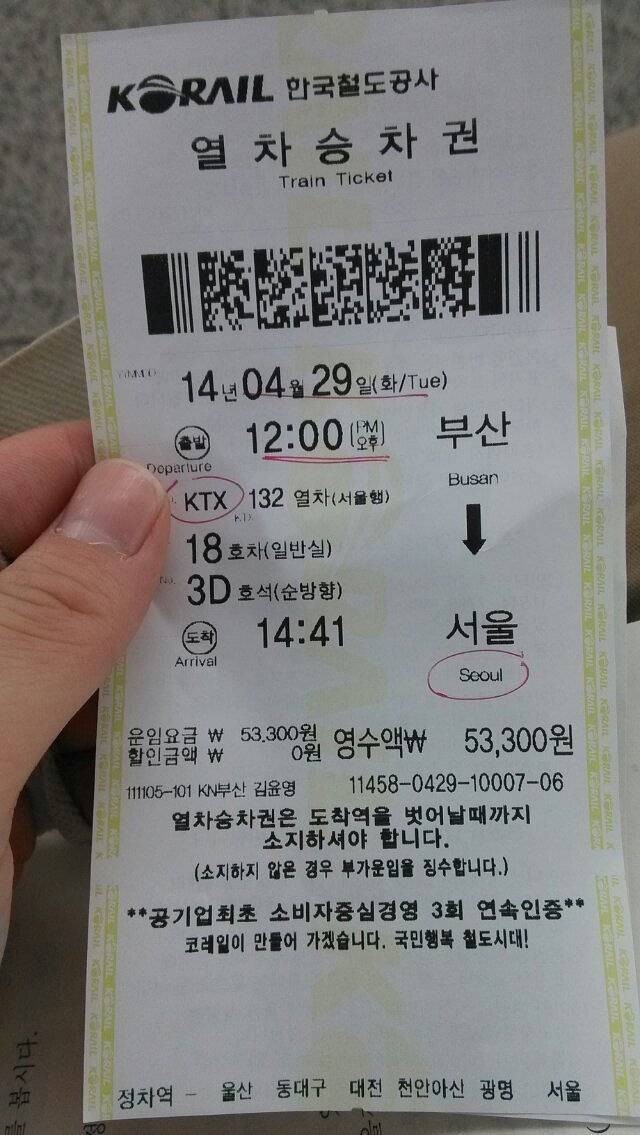 KORAIL 한국철도공사
열차승차권
Train Ticket
14년 04월 29일(화/Tue)
출발 12:00 (PM 오후) 부산
Departure Busan
KTX 132 열차(서울행)
18 호차(일반실)
3D 호석(순방향)
도착 14:41 서울
Arrival Seoul
운임요금 ₩ 53,300원 영수액₩ 53,300원
할인금액 ₩ 0원
111105-101 KN부산 김윤영 11458-0429-10007-06
열차승차권은 도착역을 벗어날때까지
소지하셔야 합니다.
(소지하지 않은 경우 부가운임을 징수합니다.)
**공기업최초 소비자중심경영 3회 연속인증**
코레일이 만들어 가겠습니다. 국민행복 철도시대!
정차역 - 울산 동대구 대전 천안아산 광명 서울